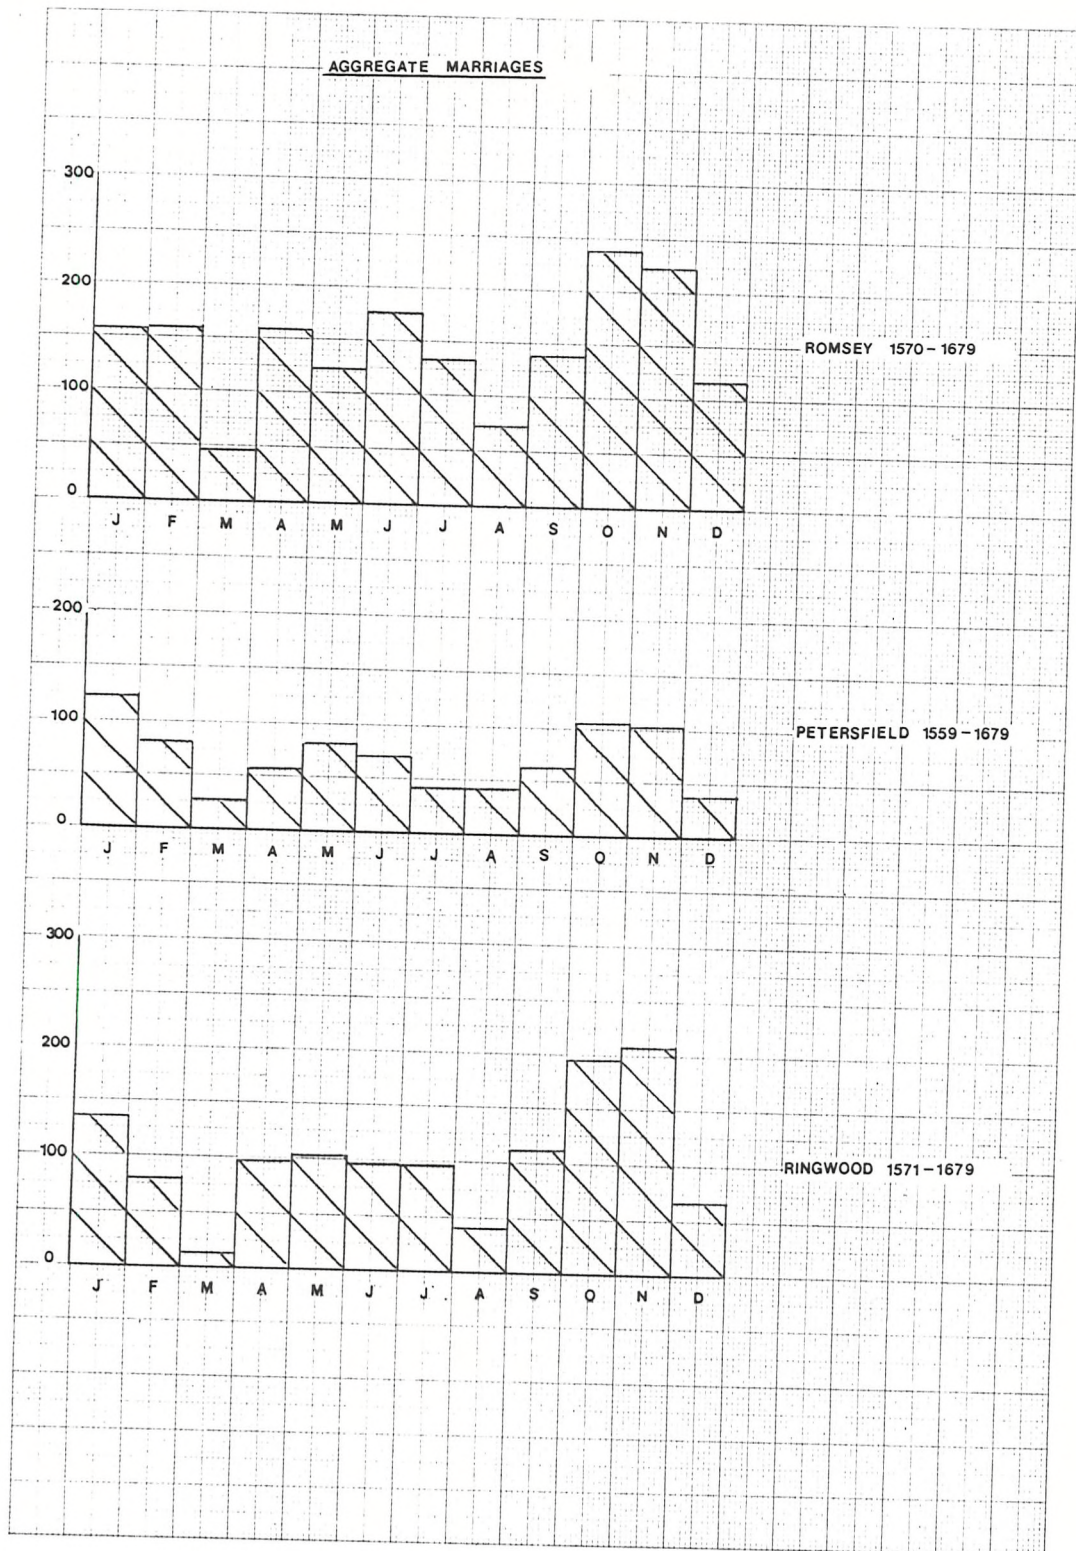 AGGREGATE MARRIAGES
300
200
100
0
J F M A M J J A S O N D
ROMSEY 1570-1679
200
100
0
J F M A M J J A S O N D
PETERSFIELD 1559-1679
300
200
100
0
J F M A M J J A S O N D
RINGWOOD 1571-1679